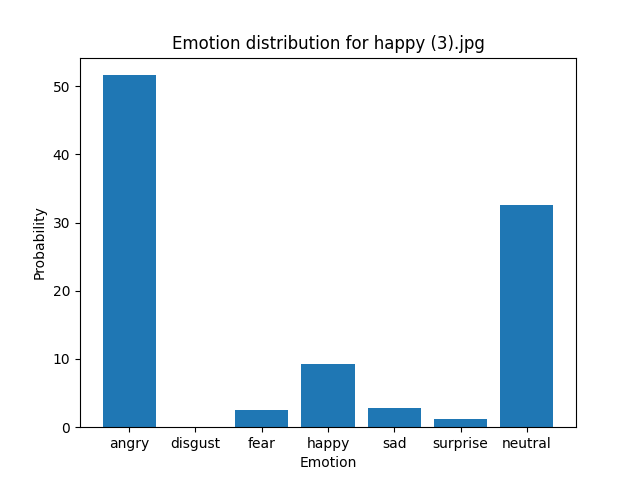 Emotion distribution for happy (3).jpg
50
40
30
20
10
0
Probability
angry disgust fear happy sad surprise neutral
Emotion